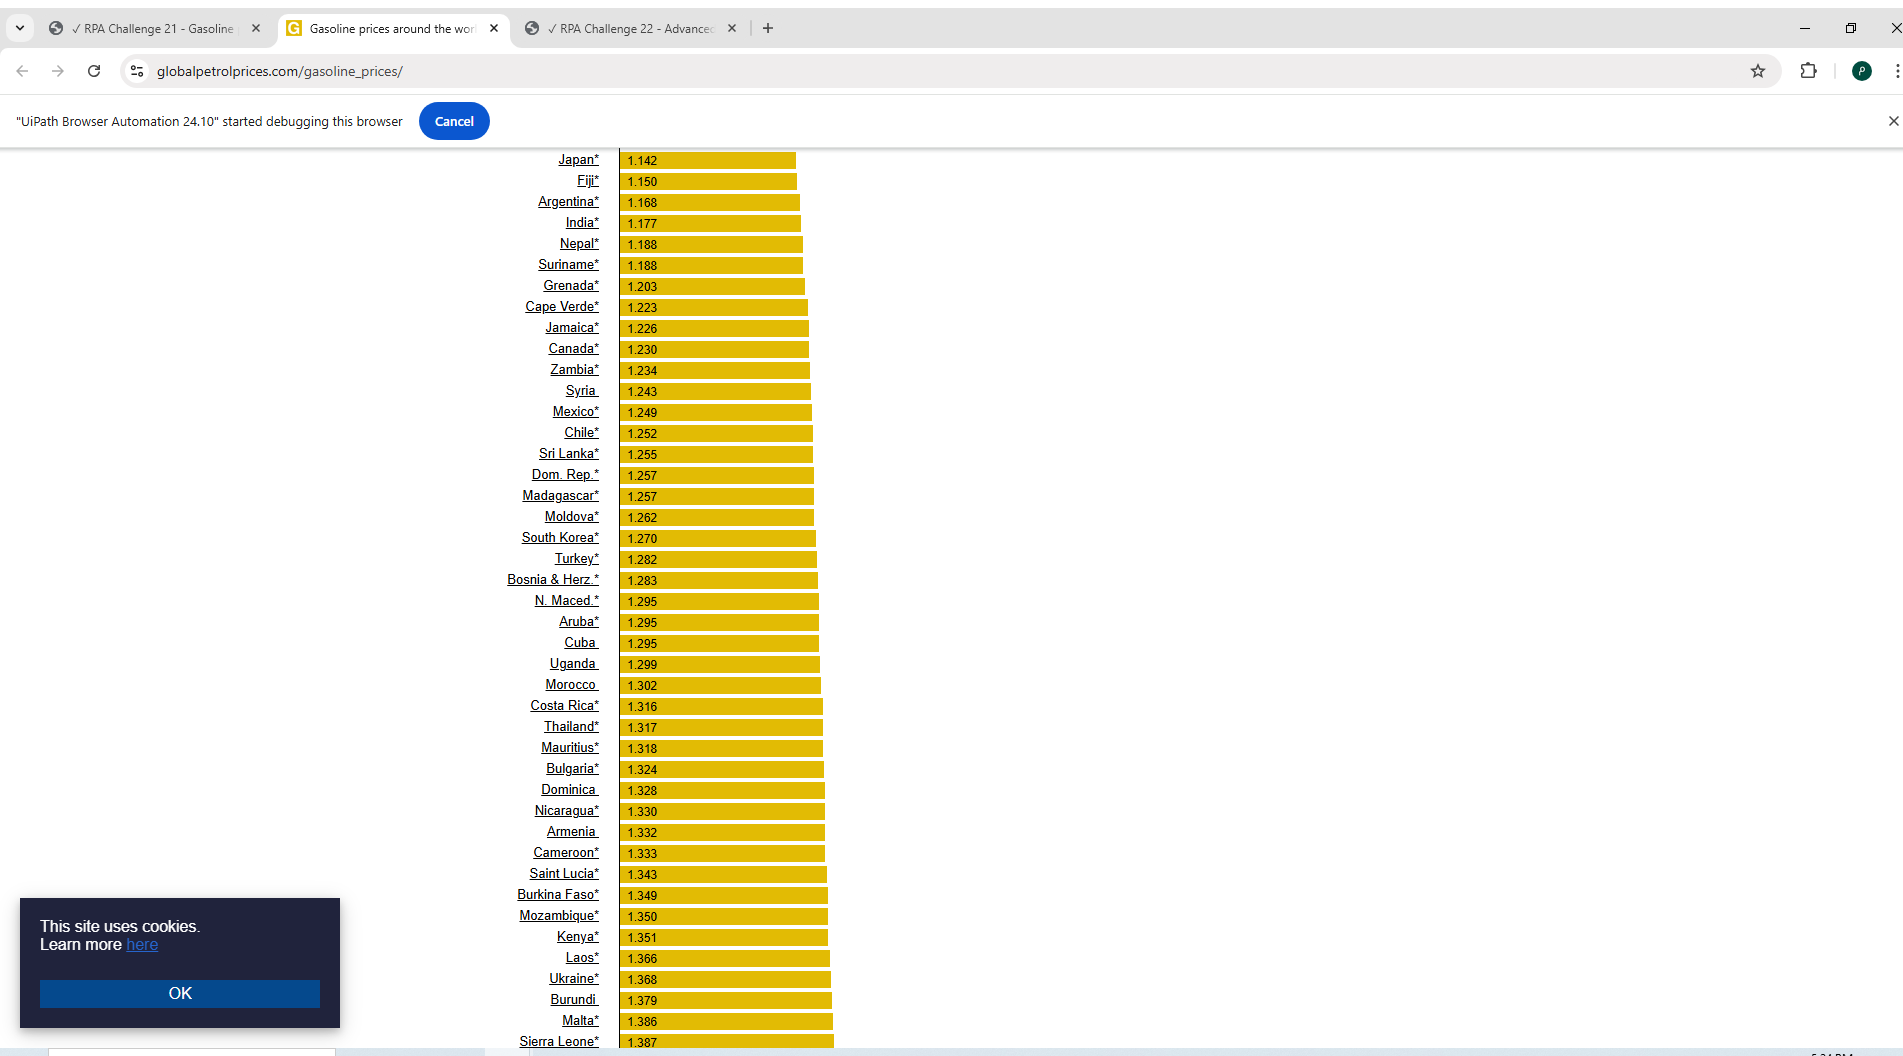 ✓ RPA Challenge 21 - Gasoline
Gasoline prices around the wor
✓ RPA Challenge 22 - Advanced
globalpetrolprices.com/gasoline_prices/
P
"UiPath Browser Automation 24.10" started debugging this browser
Cancel
Japan* 1.142
Fiji* 1.150
Argentina* 1.168
India* 1.177
Nepal* 1.188
Suriname* 1.188
Grenada* 1.203
Cape Verde* 1.223
Jamaica* 1.226
Canada* 1.230
Zambia* 1.234
Syria 1.243
Mexico* 1.249
Chile* 1.252
Sri Lanka* 1.255
Dom. Rep.* 1.257
Madagascar* 1.257
Moldova* 1.262
South Korea* 1.270
Turkey* 1.282
Bosnia & Herz.* 1.283
N. Maced.* 1.295
Aruba* 1.295
Cuba 1.295
Uganda 1.299
Morocco 1.302
Costa Rica* 1.316
Thailand* 1.317
Mauritius* 1.318
Bulgaria* 1.324
Dominica 1.328
Nicaragua* 1.330
Armenia 1.332
Cameroon* 1.333
Saint Lucia* 1.343
Burkina Faso* 1.349
Mozambique* 1.350
Kenya* 1.351
Laos* 1.366
Ukraine* 1.368
Burundi 1.379
Malta* 1.386
Sierra Leone* 1.387
This site uses cookies.
Learn more here
OK